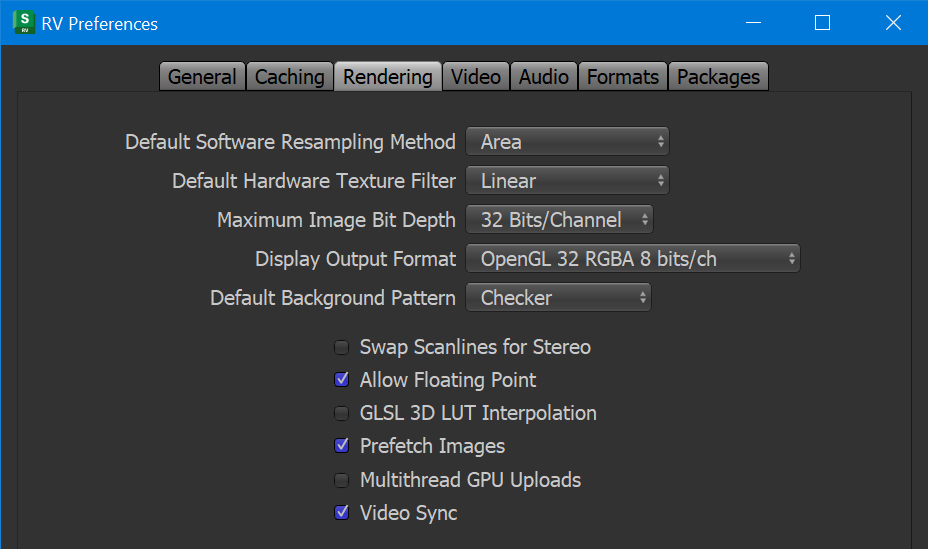 S
RV
RV Preferences
General Caching Rendering Video Audio Formats Packages
Default Software Resampling Method Area
Default Hardware Texture Filter Linear
Maximum Image Bit Depth 32 Bits/Channel
Display Output Format OpenGL 32 RGBA 8 bits/ch
Default Background Pattern Checker
Swap Scanlines for Stereo
Allow Floating Point
GLSL 3D LUT Interpolation
Prefetch Images
Multithread GPU Uploads
Video Sync